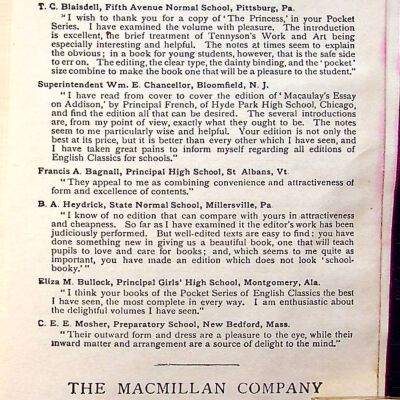 T. C. Blaisdell, Fifth Avenue Normal School, Pittsburg, Pa.
"I wish to thank you for a copy of 'The Princess,' in your Pocket
Series. I have examined the volume with pleasure. The introduction
is excellent, the brief treatment of Tennyson's Work and Art being
especially interesting and helpful. The notes at times seem to explain
the obvious; in a book for young students, however, that is the safe side
to err on. The editing, the clear type, the dainty binding, and the 'pocket'
size combine to make the book one that will be a pleasure to the student."
Superintendent Wm. E. Chancellor, Bloomfield, N. J.
"I have read from cover to cover the edition of 'Macaulay's Essay
on Addison,' by Principal French, of Hyde Park High School, Chicago,
and find the edition all that can be desired. The several introductions
are, from my point of view, exactly what they ought to be. The notes
seem to me particularly wise and helpful. Your edition is not only the
best at its price, but it is better than every other which I have seen, and
I have taken great pains to inform myself regarding all editions of
English Classics for schools."
Francis A. Bagnall, Principal High School, St Albans, Vt
"They appeal to me as combining convenience and attractiveness of
form and excellence of contents."
B. A. Heydrick, State Normal School, Millersville, Pa
"I know of no edition that can compare with yours in attractiveness
and cheapness. So far as I have examined it the editor's work has been
judiciously performed. But well-edited texts are easy to find: you have
done something new in giving us a beautiful book, one that will teach
pupils to love and care for books; and, which seems to me quite as
important, you have made an edition which does not look 'school-
booky.'"
Eliza M. Bullock, Principal Girls' High School, Montgomery, Ala.
"I think your books of the Pocket Series of English Classics the best
I have seen, the most complete in every way. I am enthusiastic about
the delightful volumes I have seen."
C. E. E. Mosher, Preparatory School, New Bedford, Mass.
"Their outward form and dress are a pleasure to the eye, while their
inward matter and arrangement are a source of delight to the mind."
THE MACMILLAN COMPANY